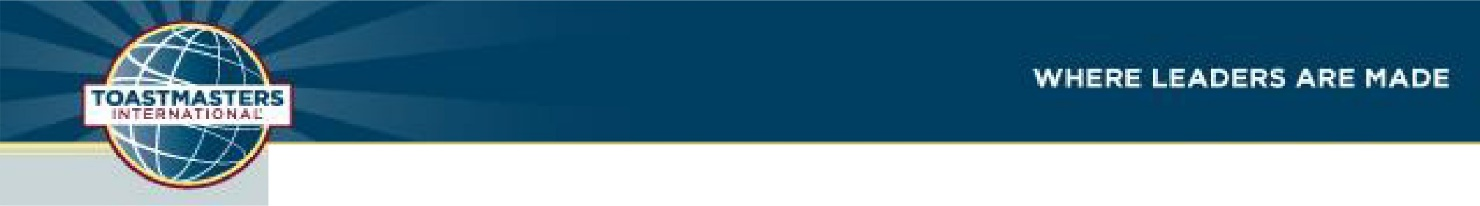 TOASTMASTERS
INTERNATIONAL
WHERE LEADERS ARE MADE